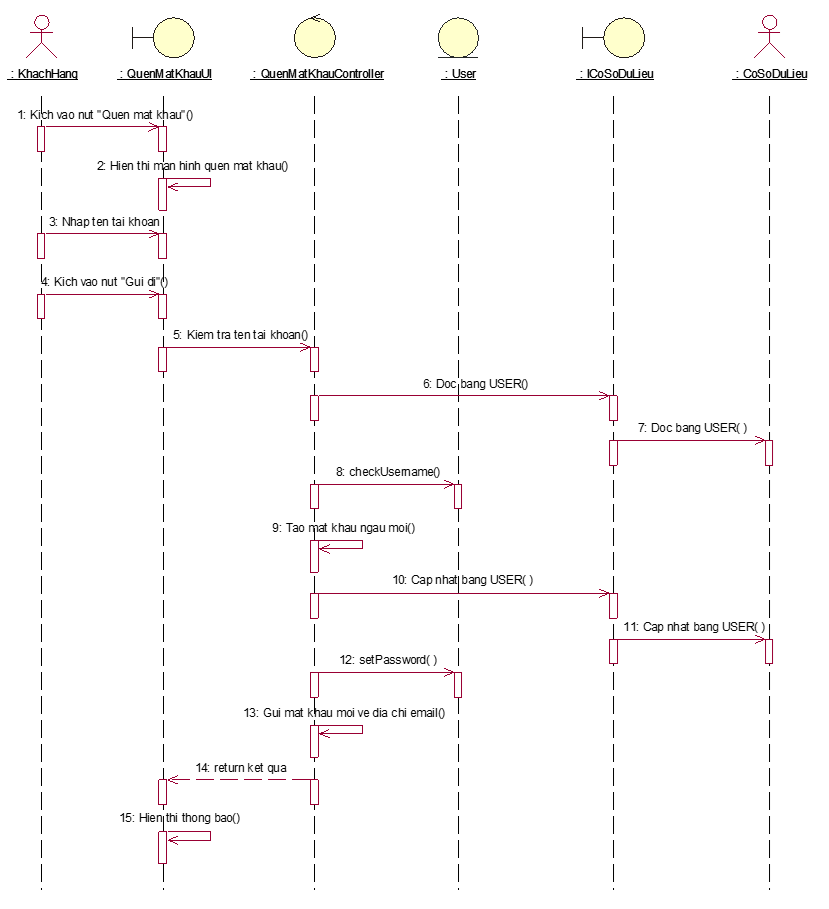 : KhachHang
: QuenMatKhauUI
: QuenMatKhauController
: User
: ICoSoDuLieu
: CoSoDuLieu
1: Kich vao nut "Quen mat khau"()
2: Hien thi man hinh quen mat khau()
3: Nhap ten tai khoan
4: Kich vao nut "Gui di"()
5: Kiem tra ten tai khoan()
6: Doc bang USER()
7: Doc bang USER( )
8: checkUsername()
9: Tao mat khau ngau moi()
10: Cap nhat bang USER( )
11: Cap nhat bang USER( )
12: setPassword( )
13: Gui mat khau moi ve dia chi email()
14: return ket qua
15: Hien thi thong bao()